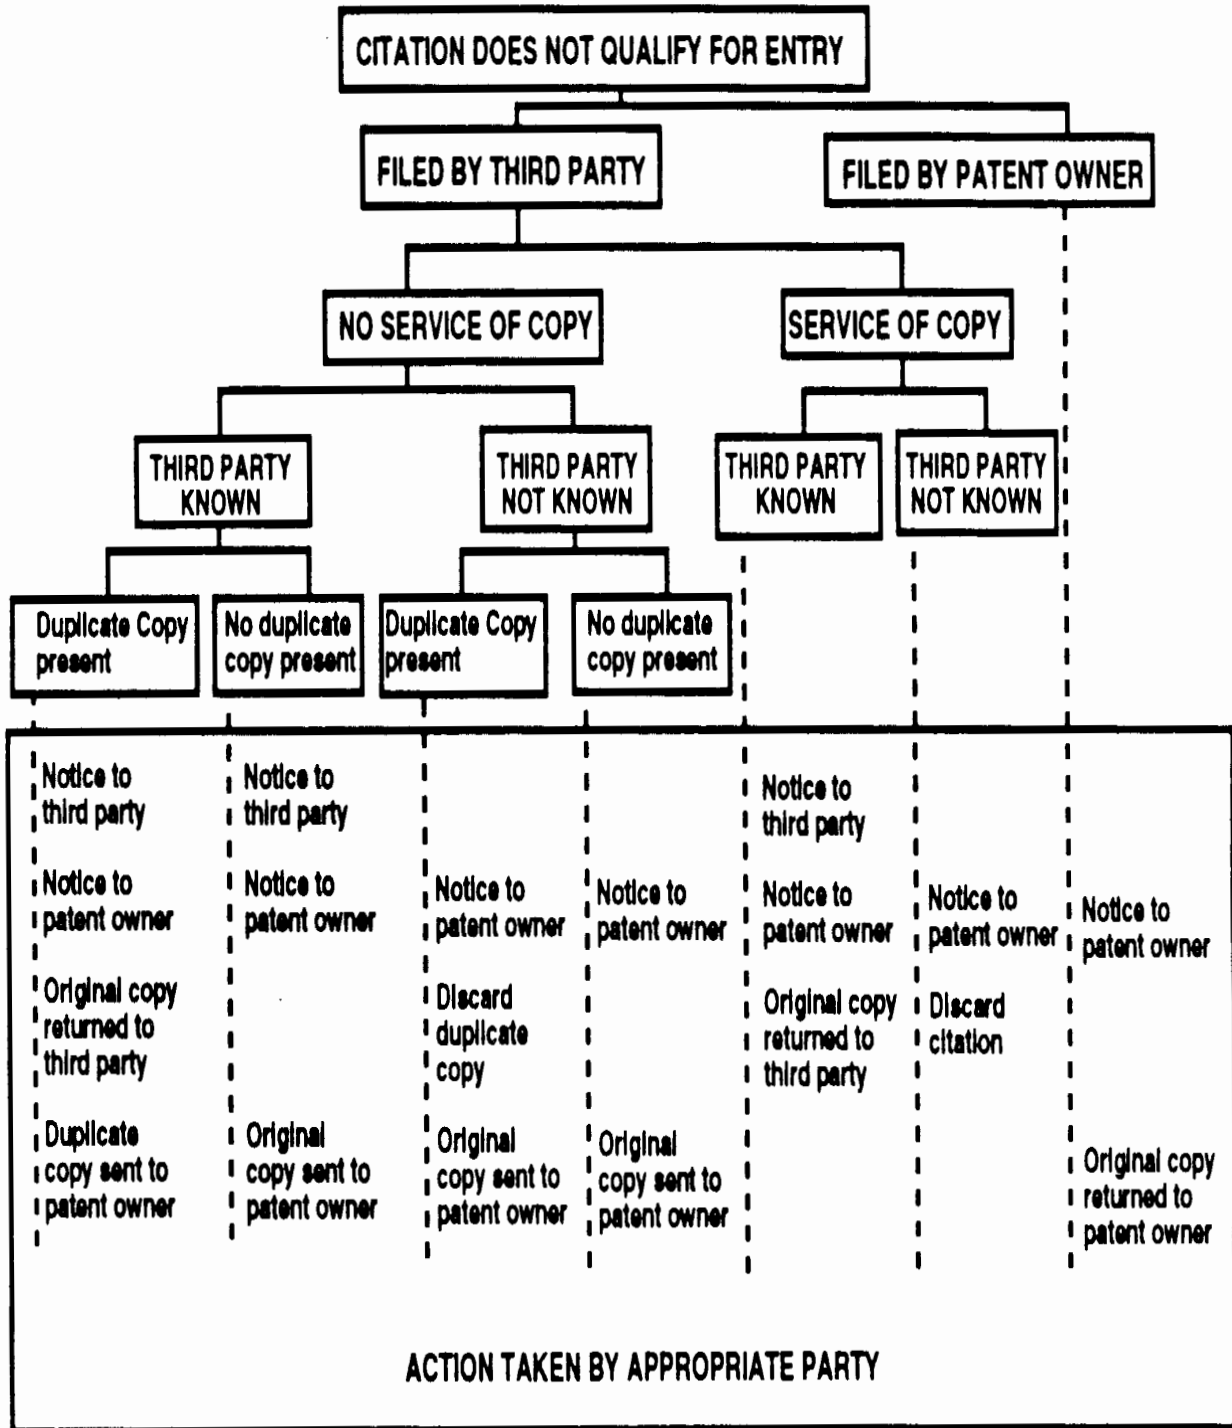 CITATION DOES NOT QUALIFY FOR ENTRY
FILED BY THIRD PARTY
FILED BY PATENT OWNER
NO SERVICE OF COPY
SERVICE OF COPY
THIRD PARTY
KNOWN
THIRD PARTY
NOT KNOWN
THIRD PARTY
KNOWN
THIRD PARTY
NOT KNOWN
Duplicate Copy
present
No duplicate
copy present
Duplicate Copy
present
No duplicate
copy present
Notice to
third party
Notice to
patent owner
Original copy
returned to
third party
Duplicate
copy sent to
patent owner
Notice to
third party
Notice to
patent owner
Original
copy sent to
patent owner
Notice to
patent owner
Discard
duplicate
copy
Original
copy sent to
patent owner
Notice to
patent owner
Original
copy sent to
patent owner
Notice to
third party
Notice to
patent owner
Original copy
returned to
third party
Notice to
patent owner
Discard
citation
Notice to
patent owner
Original copy
returned to
patent owner
ACTION TAKEN BY APPROPRIATE PARTY